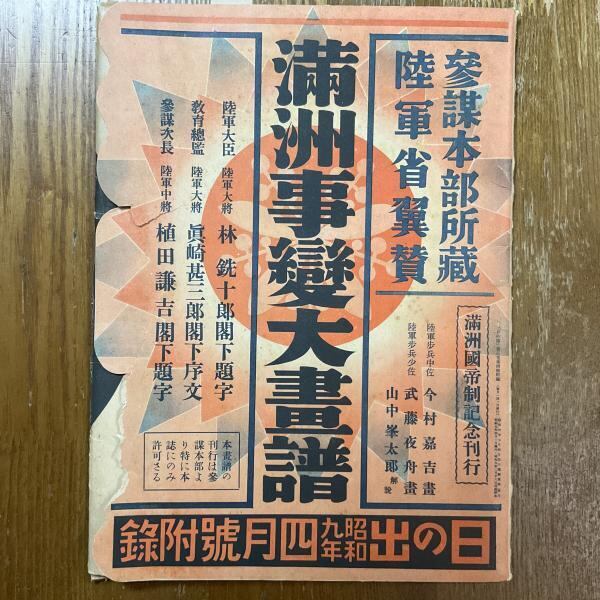 參謀本部所藏
陸軍省翼賛
滿洲國帝制記念刊行
陸軍步兵中佐 今村嘉吉畫
陸軍步兵少佐 武藤夜舟畫
山中峯太郎解說
滿洲事變大畫譜
陸軍大臣 陸軍大將 林銑十郎閣下題字
教育總監 陸軍大將 眞崎甚三郎閣下序文
參謀次長 陸軍中將 植田謙吉閣下題字
本畫譜の
刊行は參
謀本部よ
り特に本
誌にのみ
許可さる
日の出昭和九年四月號附錄